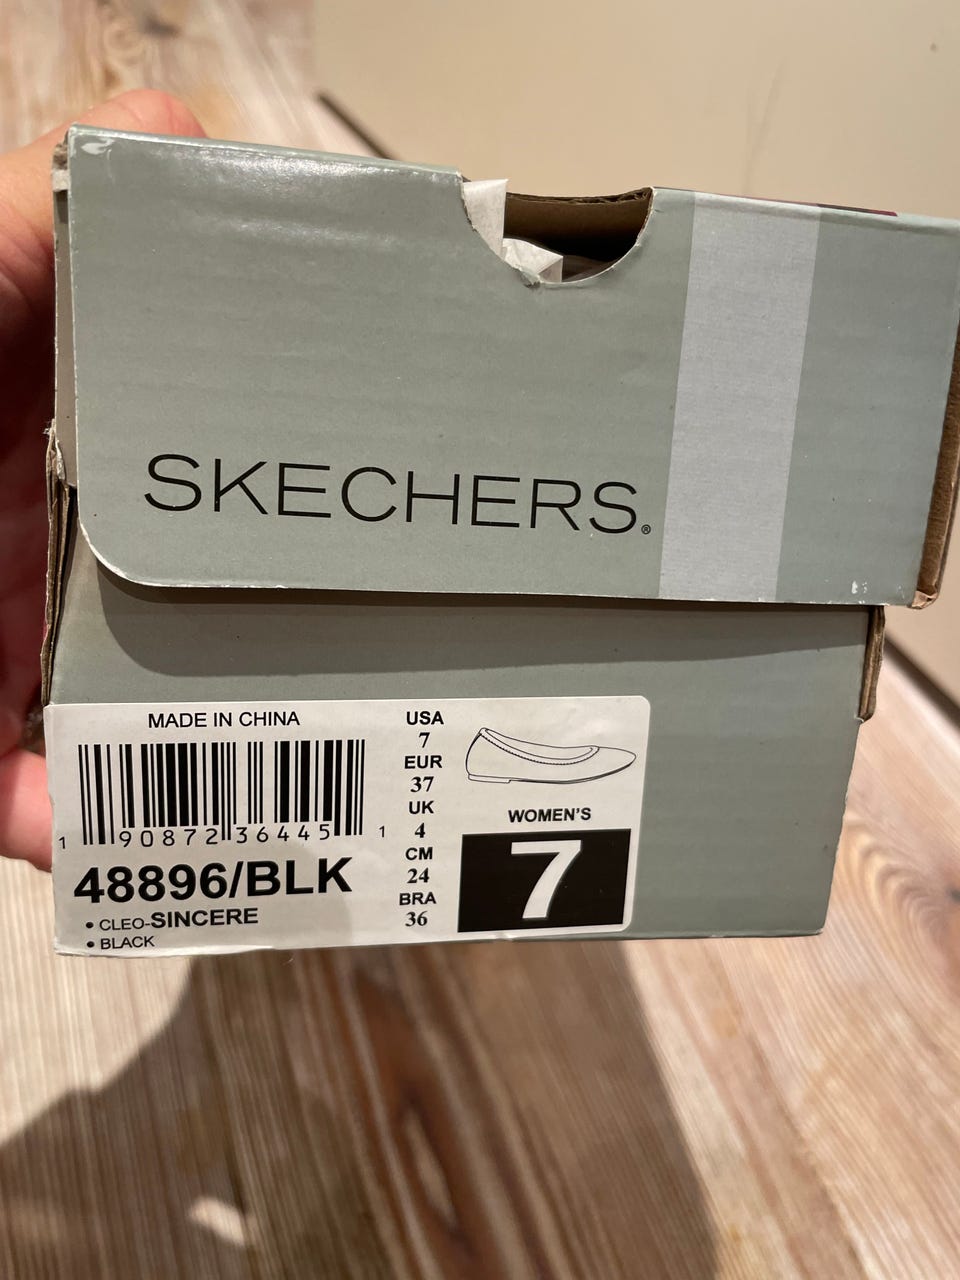 SKECHERS®
MADE IN CHINA
1 90872 36445 1
48896/BLK
• CLEO-SINCERE
• BLACK
USA
7
EUR
37
UK
4
CM
24
BRA
36
WOMEN'S
7